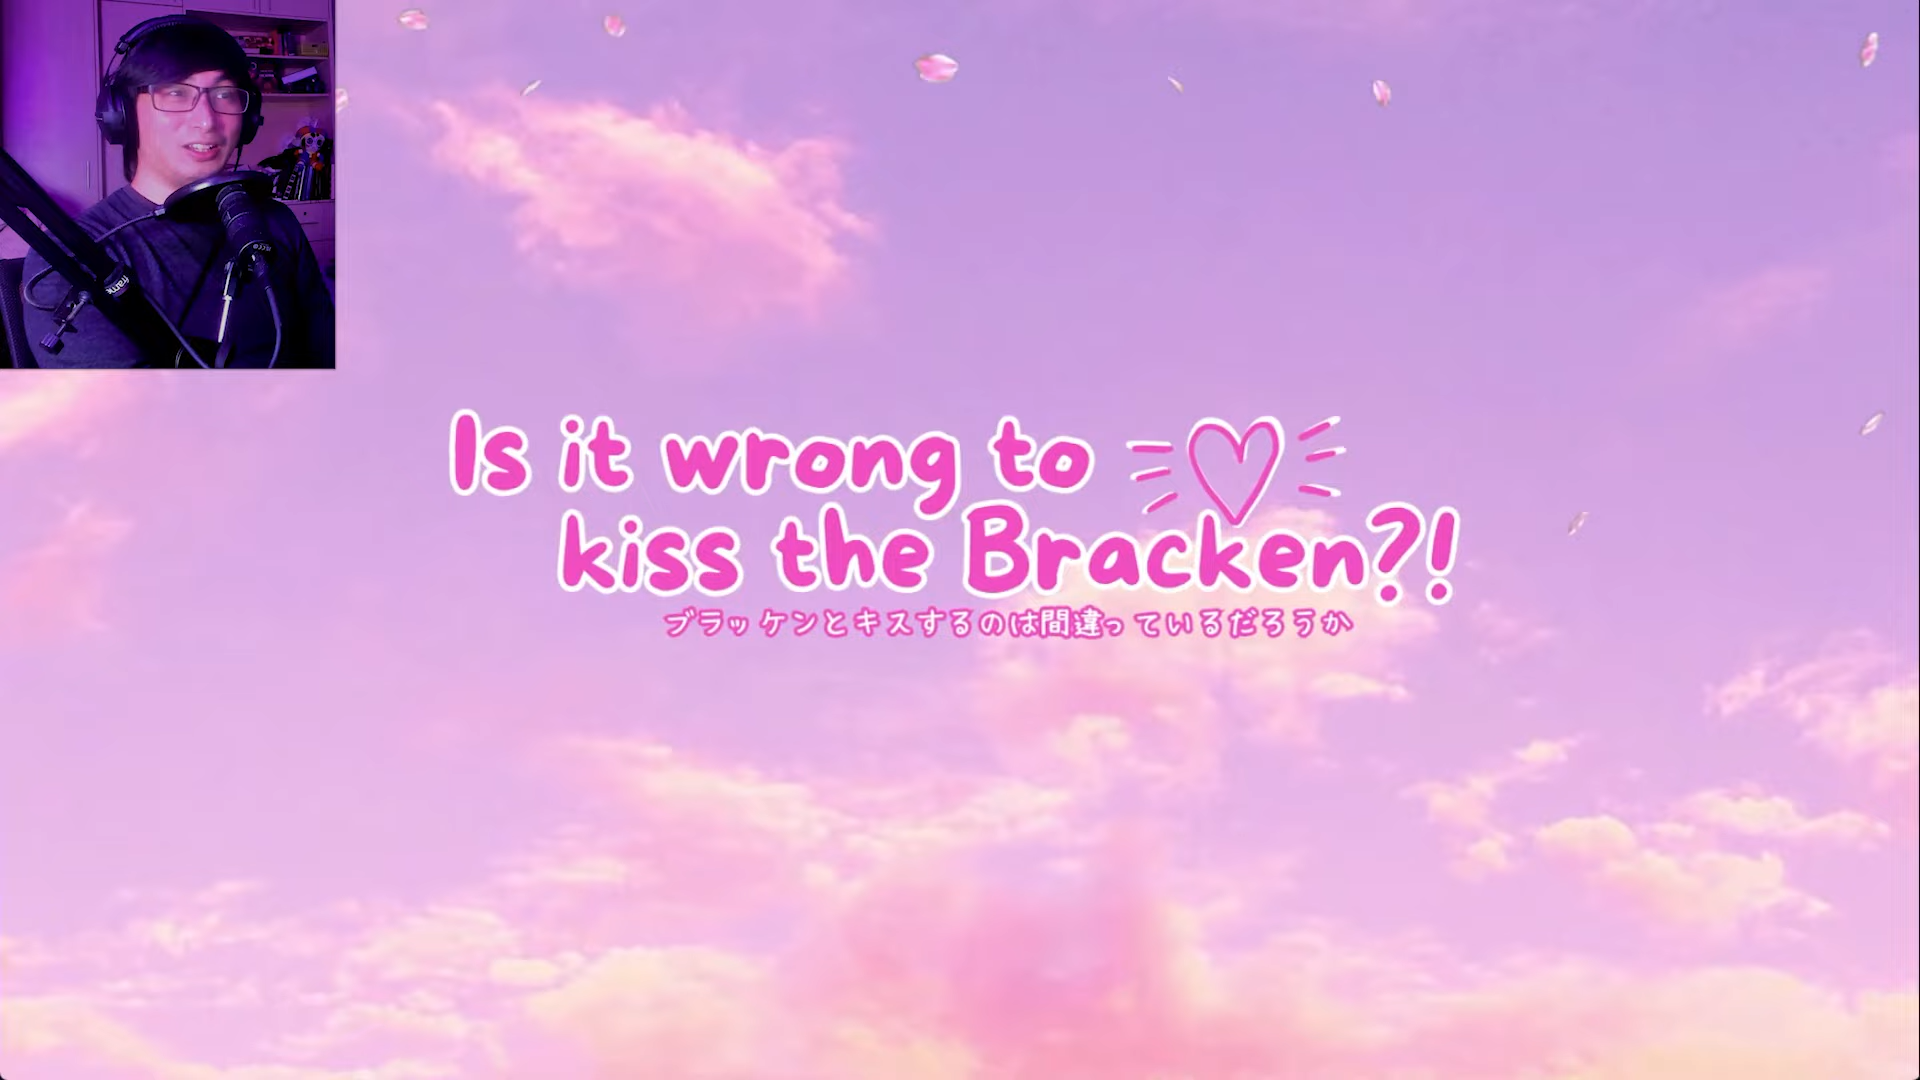 Is it wrong to
kiss the Bracken?!
ブラッケンとキスするのは間違っているだろうか